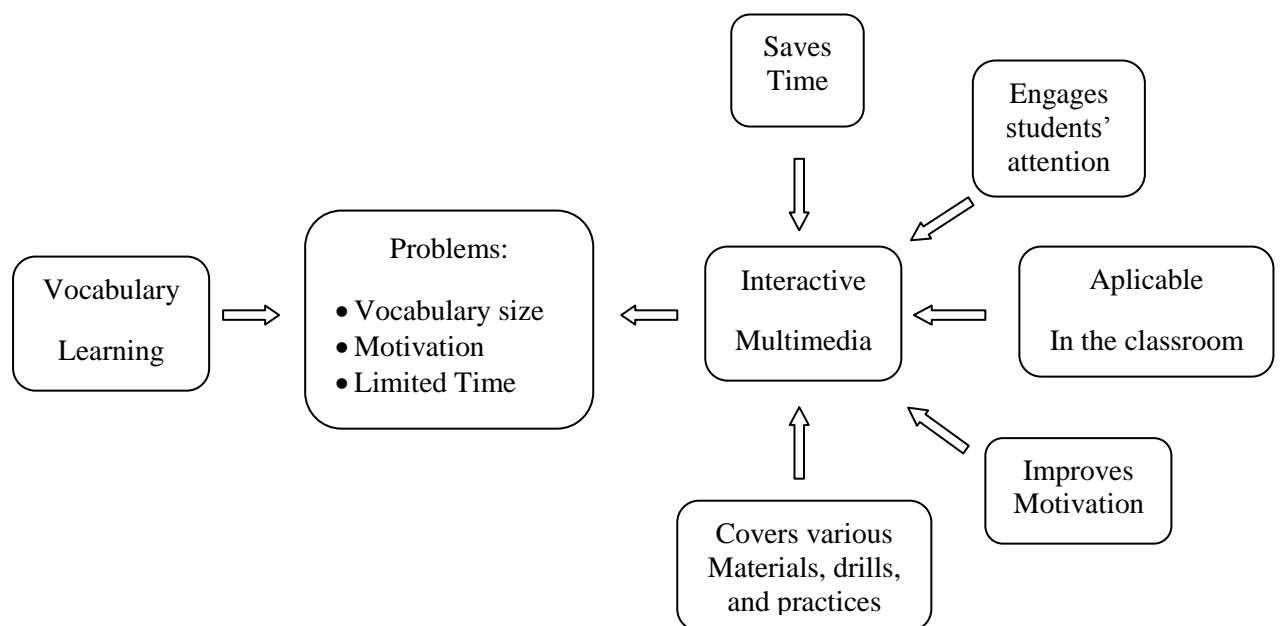 Saves
Time
Engages
students’
attention
Vocabulary
Learning
Problems:
• Vocabulary size
• Motivation
• Limited Time
Interactive
Multimedia
Aplicable
In the classroom
Improves
Motivation
Covers various
Materials, drills,
and practices